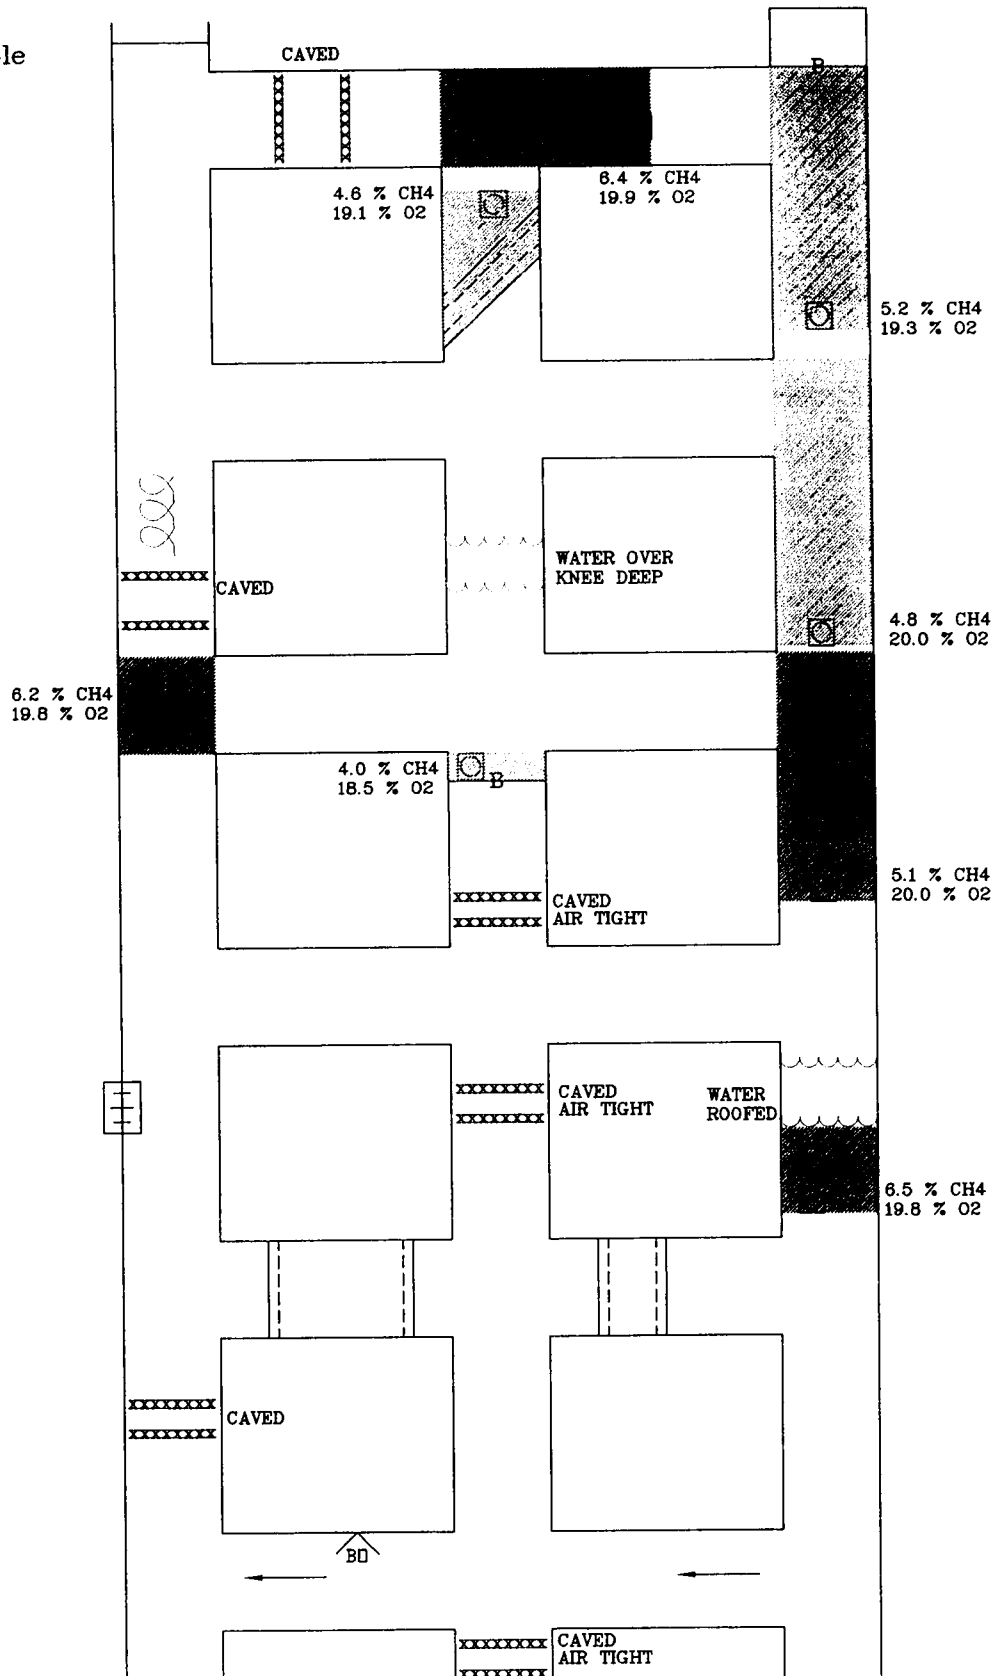 le
CAVED
B
4.6 % CH4
19.1 % O2
6.4 % CH4
19.9 % O2
5.2 % CH4
19.3 % O2
WATER OVER
KNEE DEEP
CAVED
4.8 % CH4
20.0 % O2
6.2 % CH4
19.8 % O2
4.0 % CH4
18.5 % O2
B
5.1 % CH4
20.0 % O2
CAVED
AIR TIGHT
CAVED
AIR TIGHT
WATER
ROOFED
6.5 % CH4
19.8 % O2
CAVED
BO
CAVED
AIR TIGHT